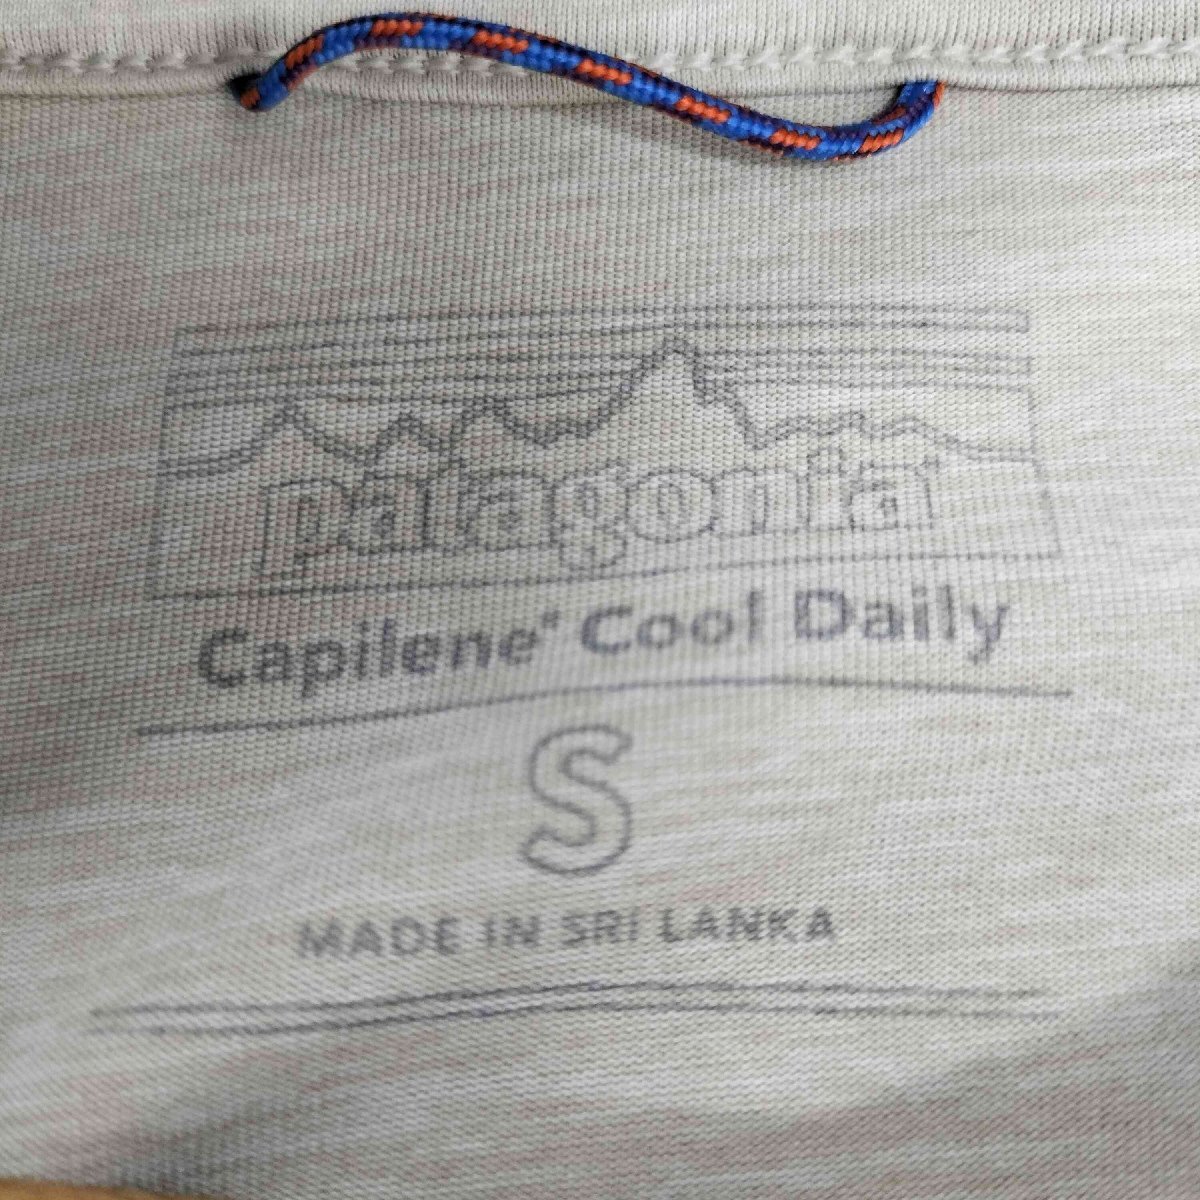 patagonia®
Capilene® Cool Daily
S
MADE IN SRI LANKA